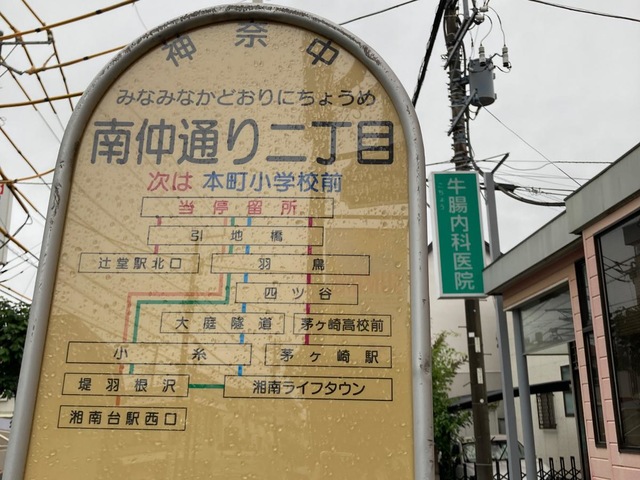 神奈中
みなみなかどおりにちょうめ
南仲通り二丁目
次は 本町小学校前
当停留所
引地橋
辻堂駅北口 羽鳥
四ツ谷
大庭隧道 茅ヶ崎高校前
小糸 茅ヶ崎駅
堤羽根沢 湘南ライフタウン
湘南台駅西口
牛腸内科医院
ごちょう